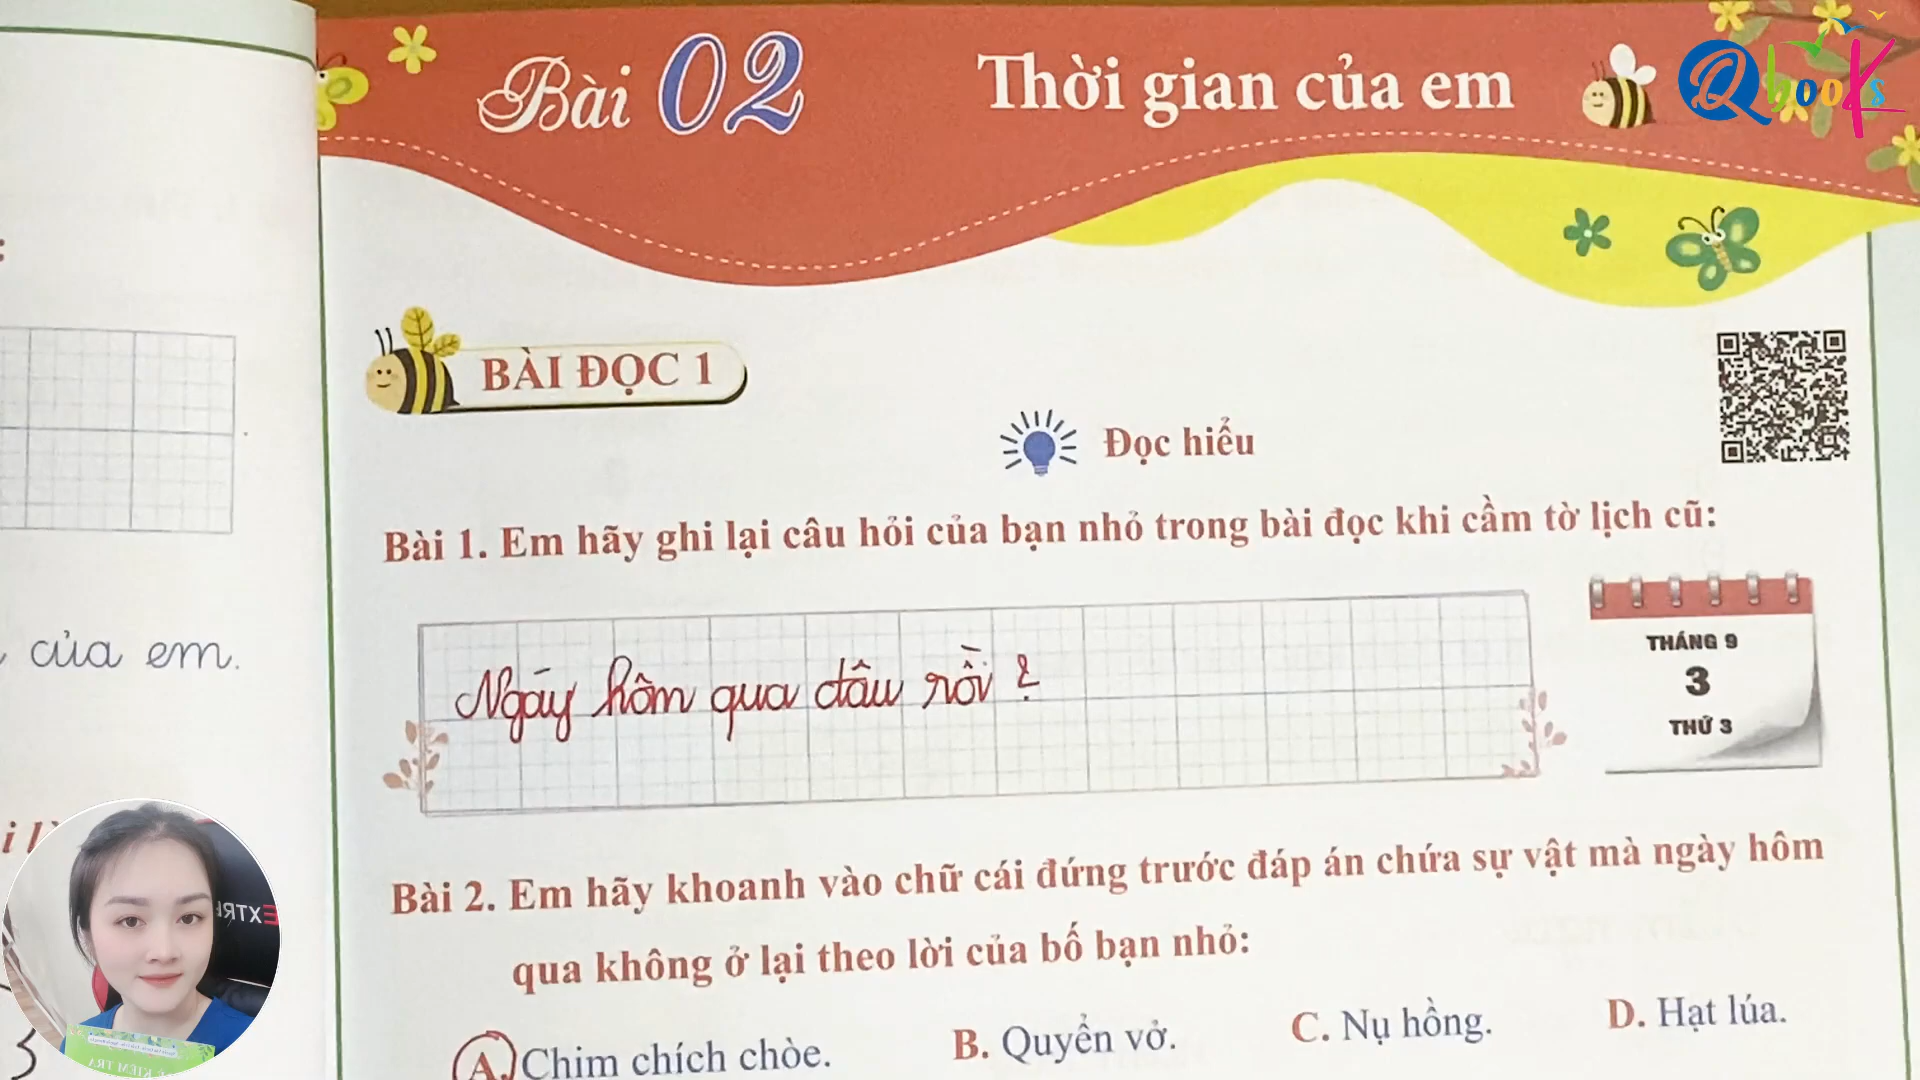 Bài 02
Thời gian của em
Qbooks
BÀI ĐỌC 1
Đọc hiểu
Bài 1. Em hãy ghi lại câu hỏi của bạn nhỏ trong bài đọc khi cầm tờ lịch cũ:
Ngày hôm qua đâu rồi ?
THÁNG 9
3
THỨ 3
của em.
Bài 2. Em hãy khoanh vào chữ cái đứng trước đáp án chứa sự vật mà ngày hôm
qua không ở lại theo lời của bố bạn nhỏ:
A. Chim chích chòe.
B. Quyển vở.
C. Nụ hồng.
D. Hạt lúa.